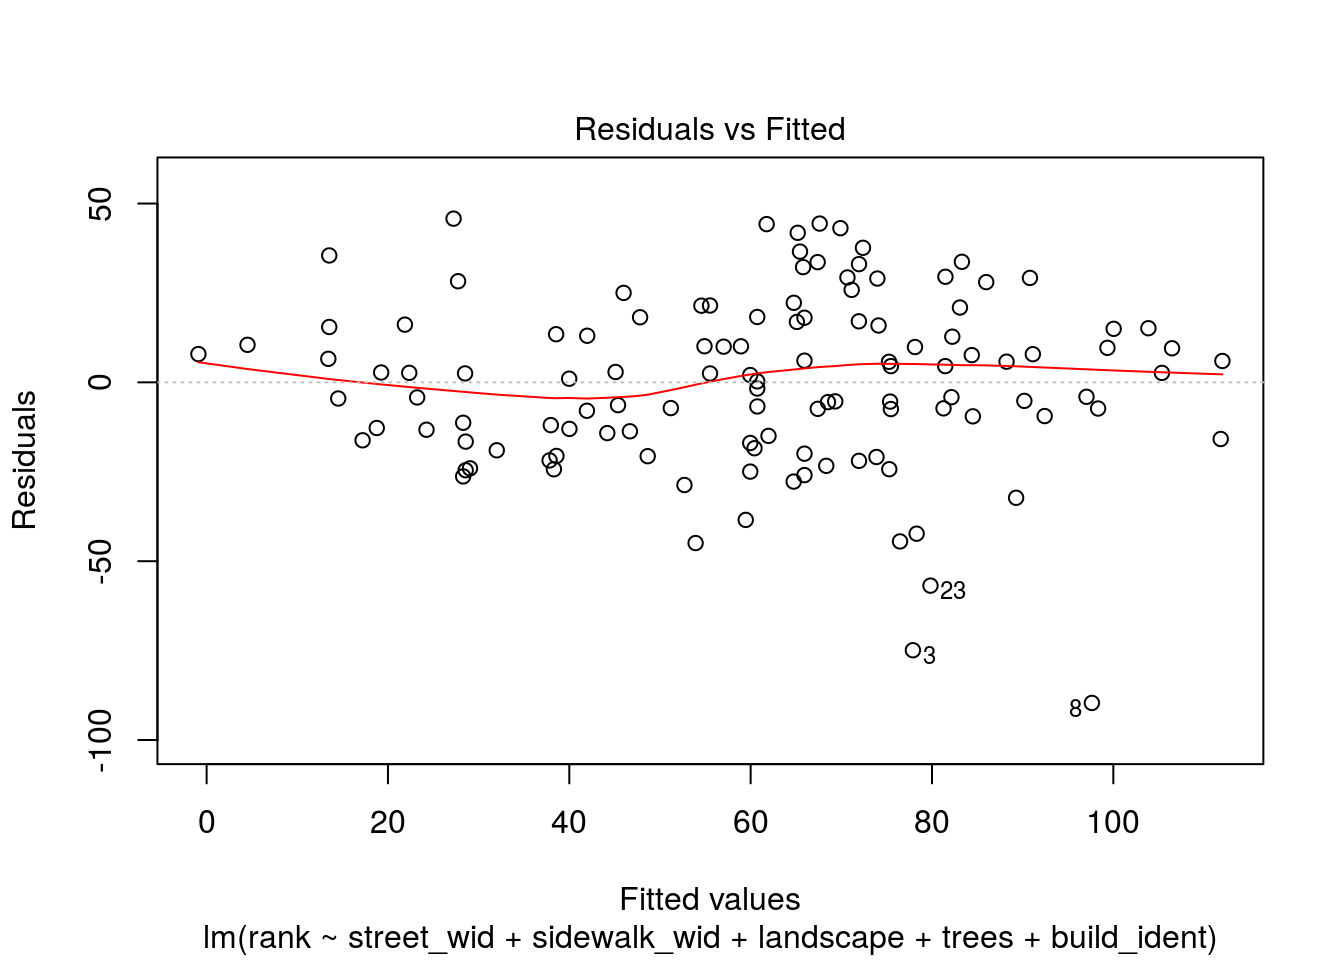 Residuals vs Fitted
Residuals
50
0
-50
-100
23
3
8
0 20 40 60 80 100
Fitted values
lm(rank ~ street_wid + sidewalk_wid + landscape + trees + build_ident)